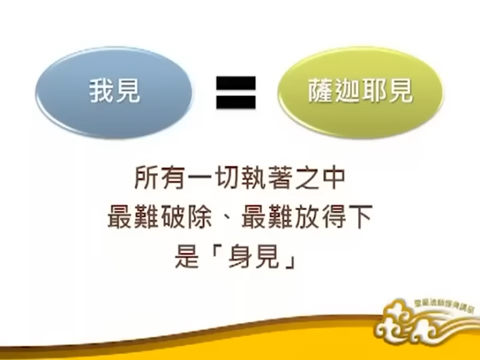 我見
薩迦耶見
所有一切執著之中
最難破除、最難放得下
是「身見」